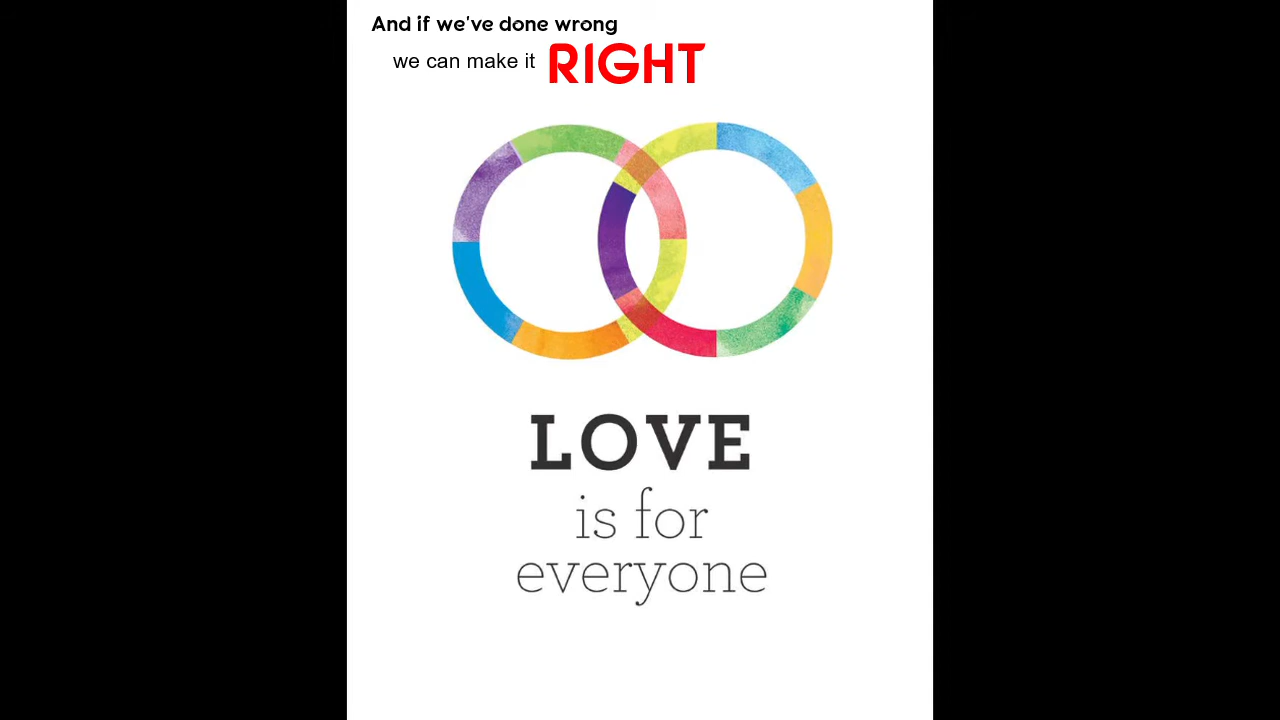 And if we've done wrong
we can make it RIGHT
LOVE
is for
everyone